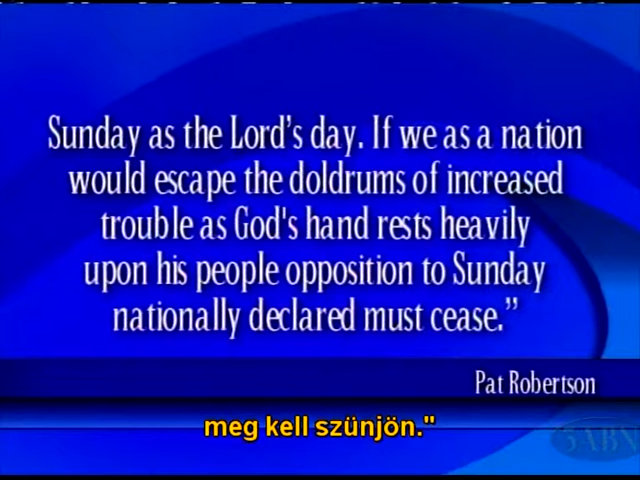 Sunday as the Lord's day. If we as a nation
would escape the doldrums of increased
trouble as God's hand rests heavily
upon his people opposition to Sunday
nationally declared must cease.”
Pat Robertson
meg kell szünjön."
3ABN